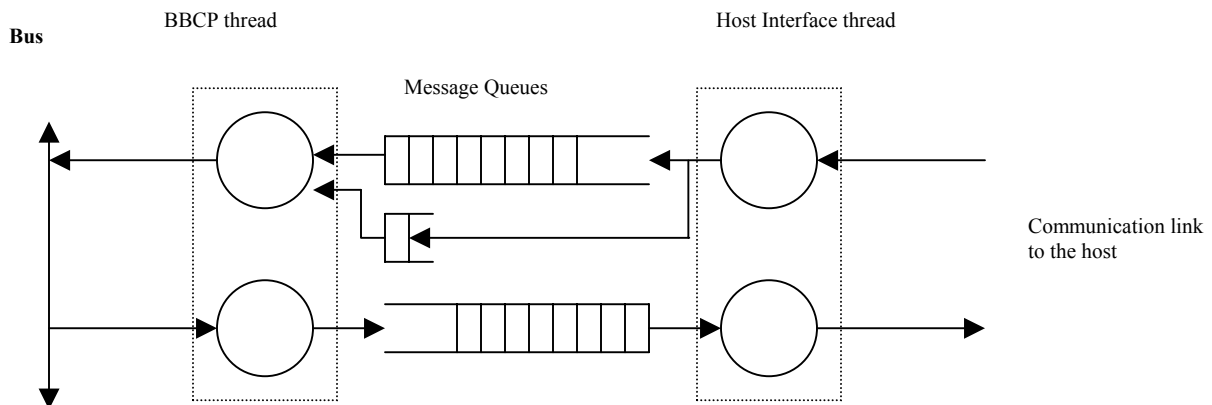 BBCP thread
Host Interface thread
Bus
Message Queues
Communication link
to the host